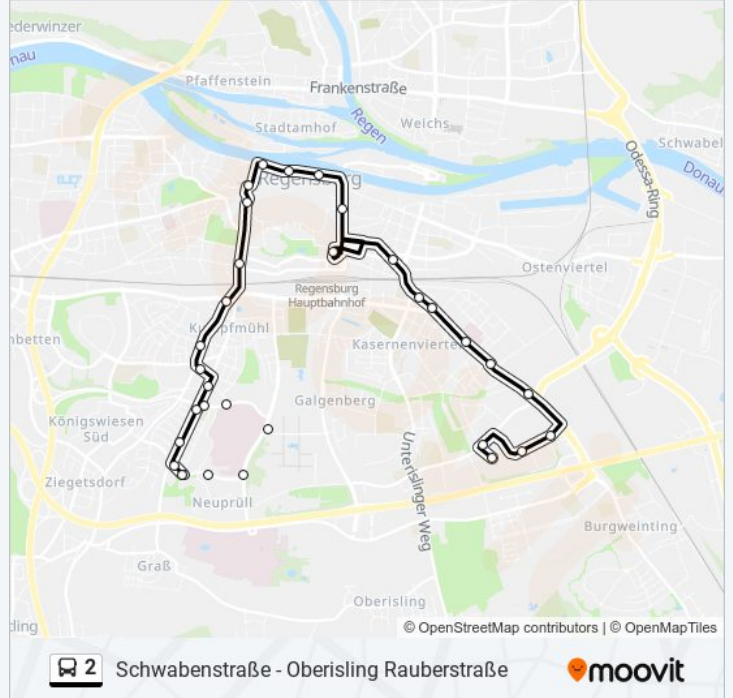 ederwinzer
nau
Pfaffenstein
Frankenstraße
Regen
Stadtamhof
Weichs
Schwabel
Odessa-Ring
Donau
Regensburg
Ostenviertel
Regensburg
Hauptbahnhof
Kumpfmühl
Kasernenviertel
nbetten
Galgenberg
Königswiesen
Süd
Unterislinger Weg
Ziegetsdorf
Neuprüll
Burgweinting
Graß
Oberisling
ding
© OpenStreetMap contributors | © OpenMapTiles
2 Schwabenstraße - Oberisling Rauberstraße
moovit